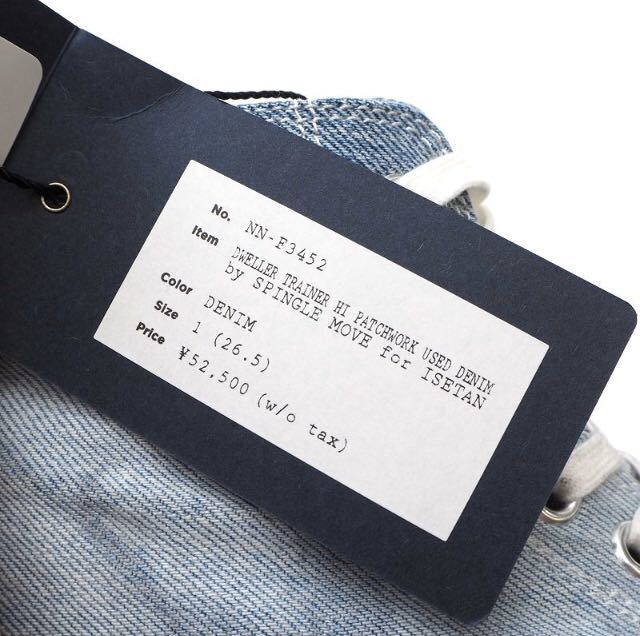 No. NN-F3452
Item DWELLER TRAINER HI PATCHWORK USED DENIM
by SPINGLE MOVE for ISETAN
Color DENIM
Size 1 (26.5)
Price ¥52,500 (w/o tax)